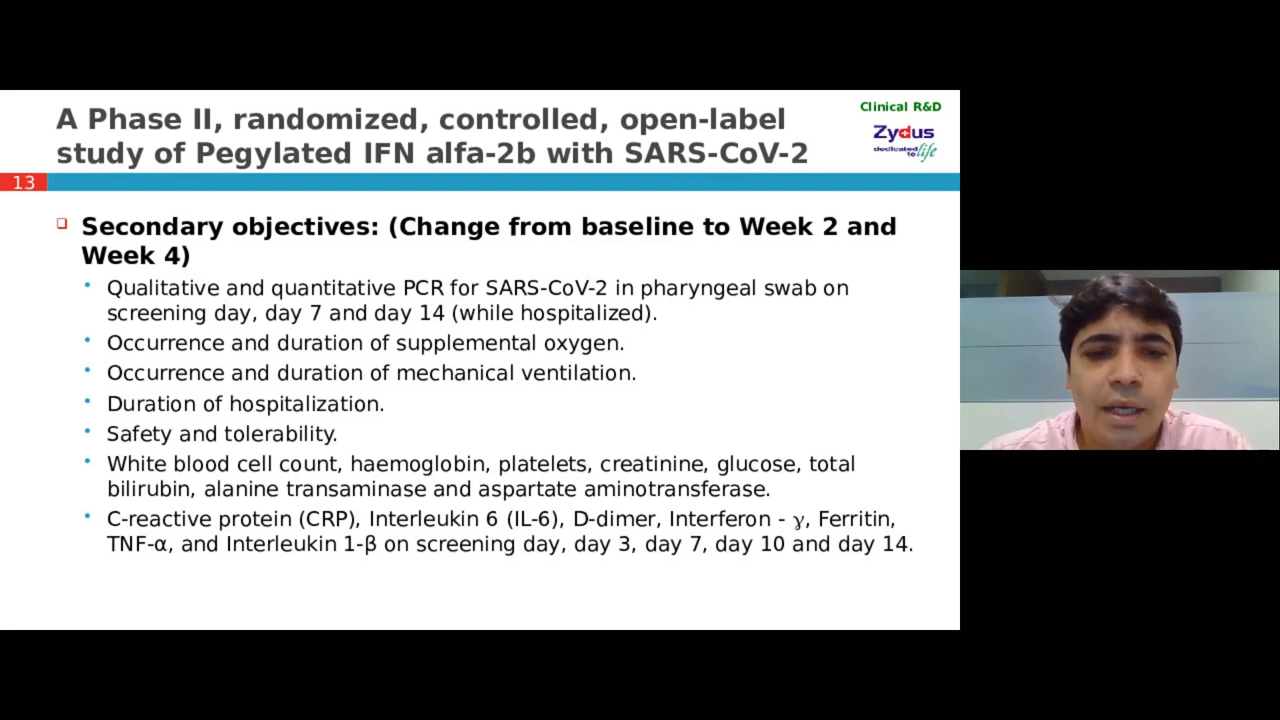 A Phase II, randomized, controlled, open-label
study of Pegylated IFN alfa-2b with SARS-CoV-2
Clinical R&D
Zydus
dedicated
to life
13
Secondary objectives: (Change from baseline to Week 2 and
Week 4)
Qualitative and quantitative PCR for SARS-CoV-2 in pharyngeal swab on
screening day, day 7 and day 14 (while hospitalized).
Occurrence and duration of supplemental oxygen.
Occurrence and duration of mechanical ventilation.
Duration of hospitalization.
Safety and tolerability.
White blood cell count, haemoglobin, platelets, creatinine, glucose, total
bilirubin, alanine transaminase and aspartate aminotransferase.
C-reactive protein (CRP), Interleukin 6 (IL-6), D-dimer, Interferon - γ, Ferritin,
TNF-α, and Interleukin 1-β on screening day, day 3, day 7, day 10 and day 14.